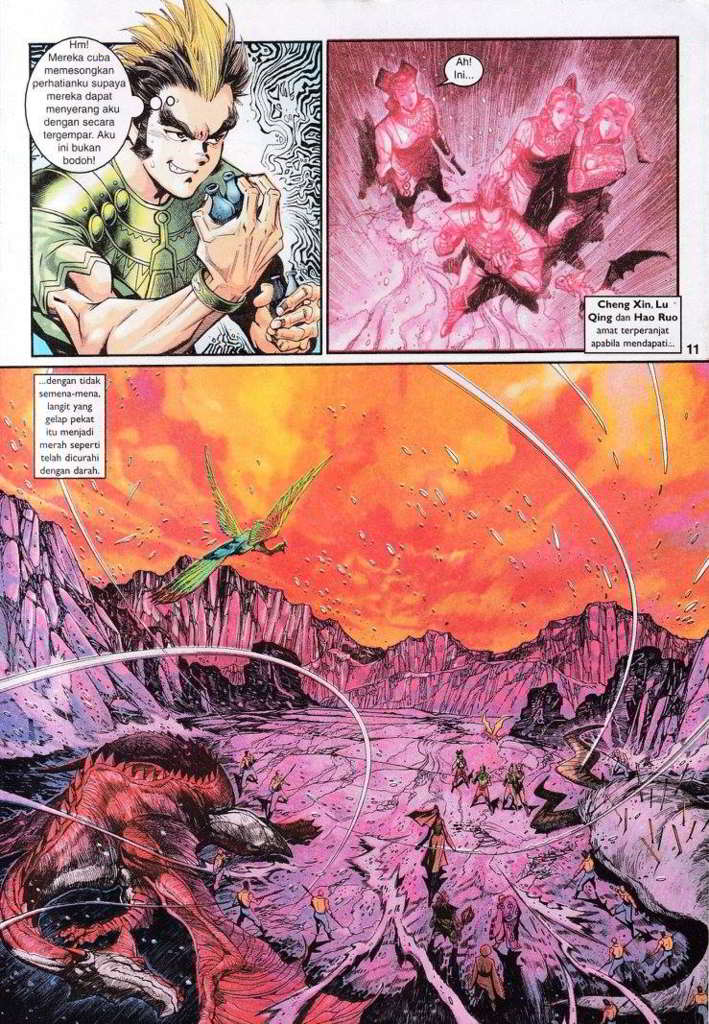 Hm!
Mereka cuba
memesongkan
perhatianku supaya
mereka dapat
menyerang aku
dengan secara
tergempar. Aku
ini bukan
bodoh!
Ah!
Ini...
Cheng Xin, Lu
Qing dan Hao Ruo
amat terperanjat
apabila mendapati...
11
...dengan tidak
semena-mena,
langit yang
gelap pekat
itu menjadi
merah seperti
telah dicurahi
dengan darah.